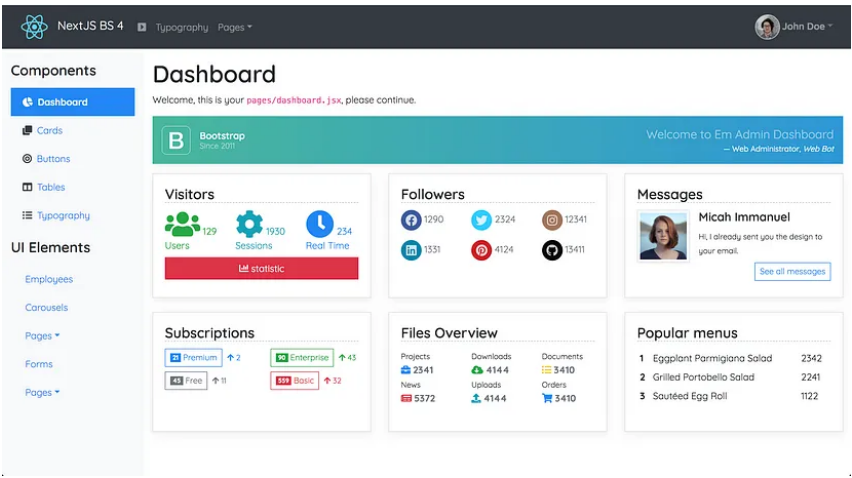 NextJS BS 4
Typography
Pages
John Doe
Components
Dashboard
Cards
Buttons
Tables
Typography
UI Elements
Employees
Carousels
Pages
Forms
Pages
Dashboard
Welcome, this is your pages/dashboard.jsx, please continue.
B
Bootstrap
Since 2011
Welcome to Em Admin Dashboard
— Web Administrator, Web Bot
Visitors
129
Users
1930
Sessions
234
Real Time
statistic
Followers
1290
2324
12341
1331
4124
13411
Messages
Micah Immanuel
Hi, I already sent you the design to
your email.
See all messages
Subscriptions
21 Premium 2
90 Enterprise 43
45 Free 11
559 Basic 32
Files Overview
Projects
2341
Downloads
4144
Documents
3410
News
5372
Uploads
4144
Orders
3410
Popular menus
1 Eggplant Parmigiana Salad 2342
2 Grilled Portobello Salad 2241
3 Sautéed Egg Roll 1122